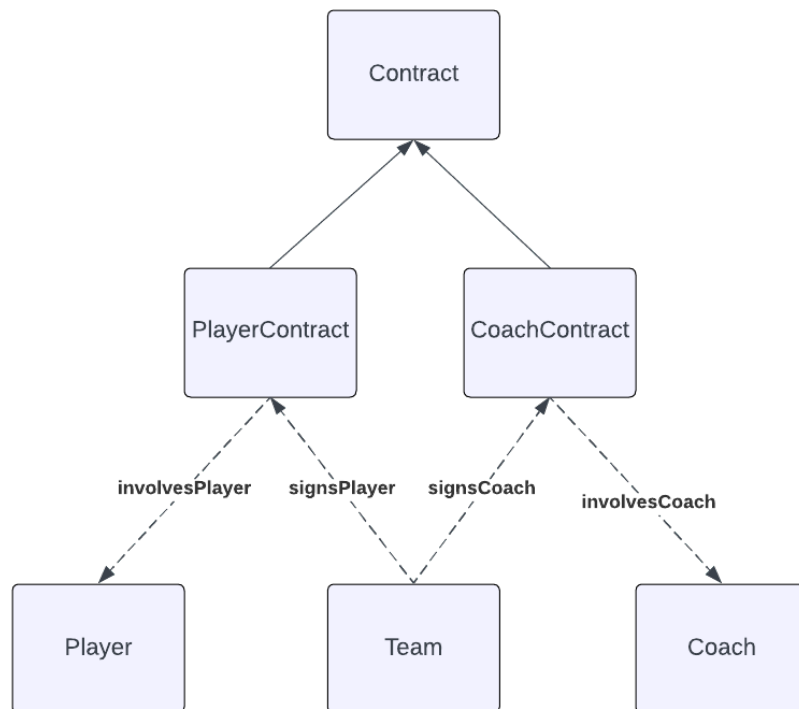 Contract
PlayerContract
CoachContract
involvesPlayer
signsPlayer
signsCoach
involvesCoach
Player
Team
Coach